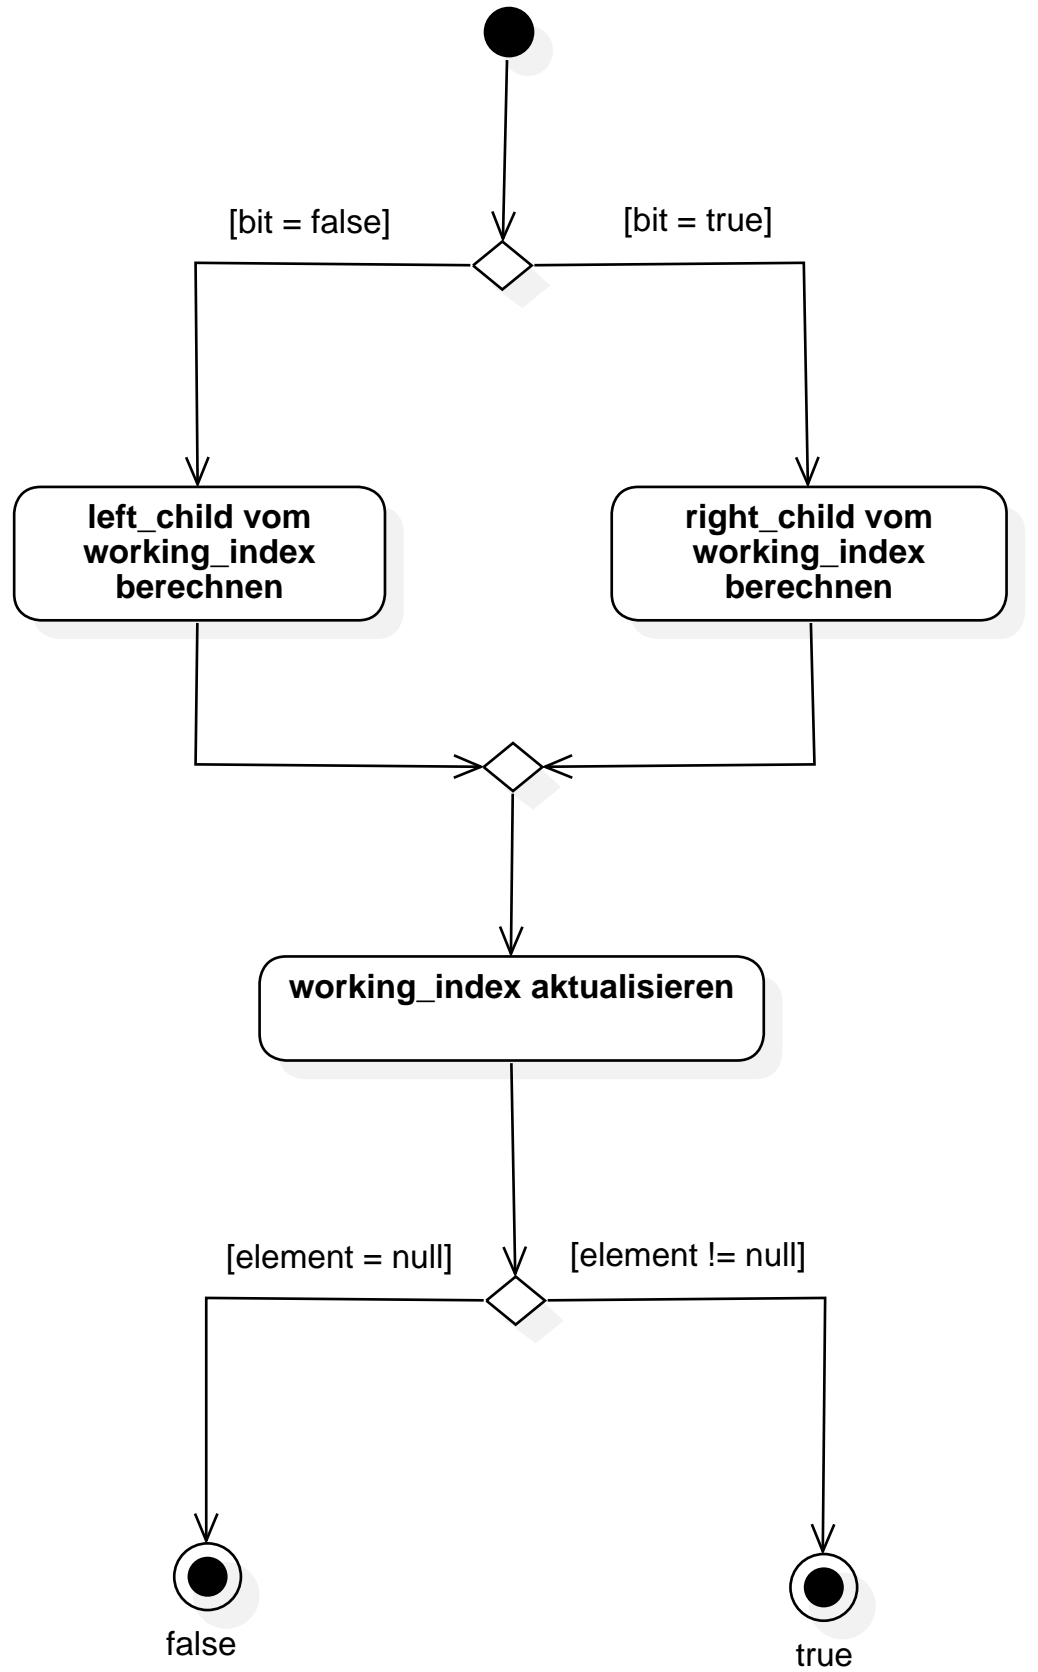 [bit = false]
[bit = true]
left_child vom
working_index
berechnen
right_child vom
working_index
berechnen
working_index aktualisieren
[element = null]
[element != null]
false
true